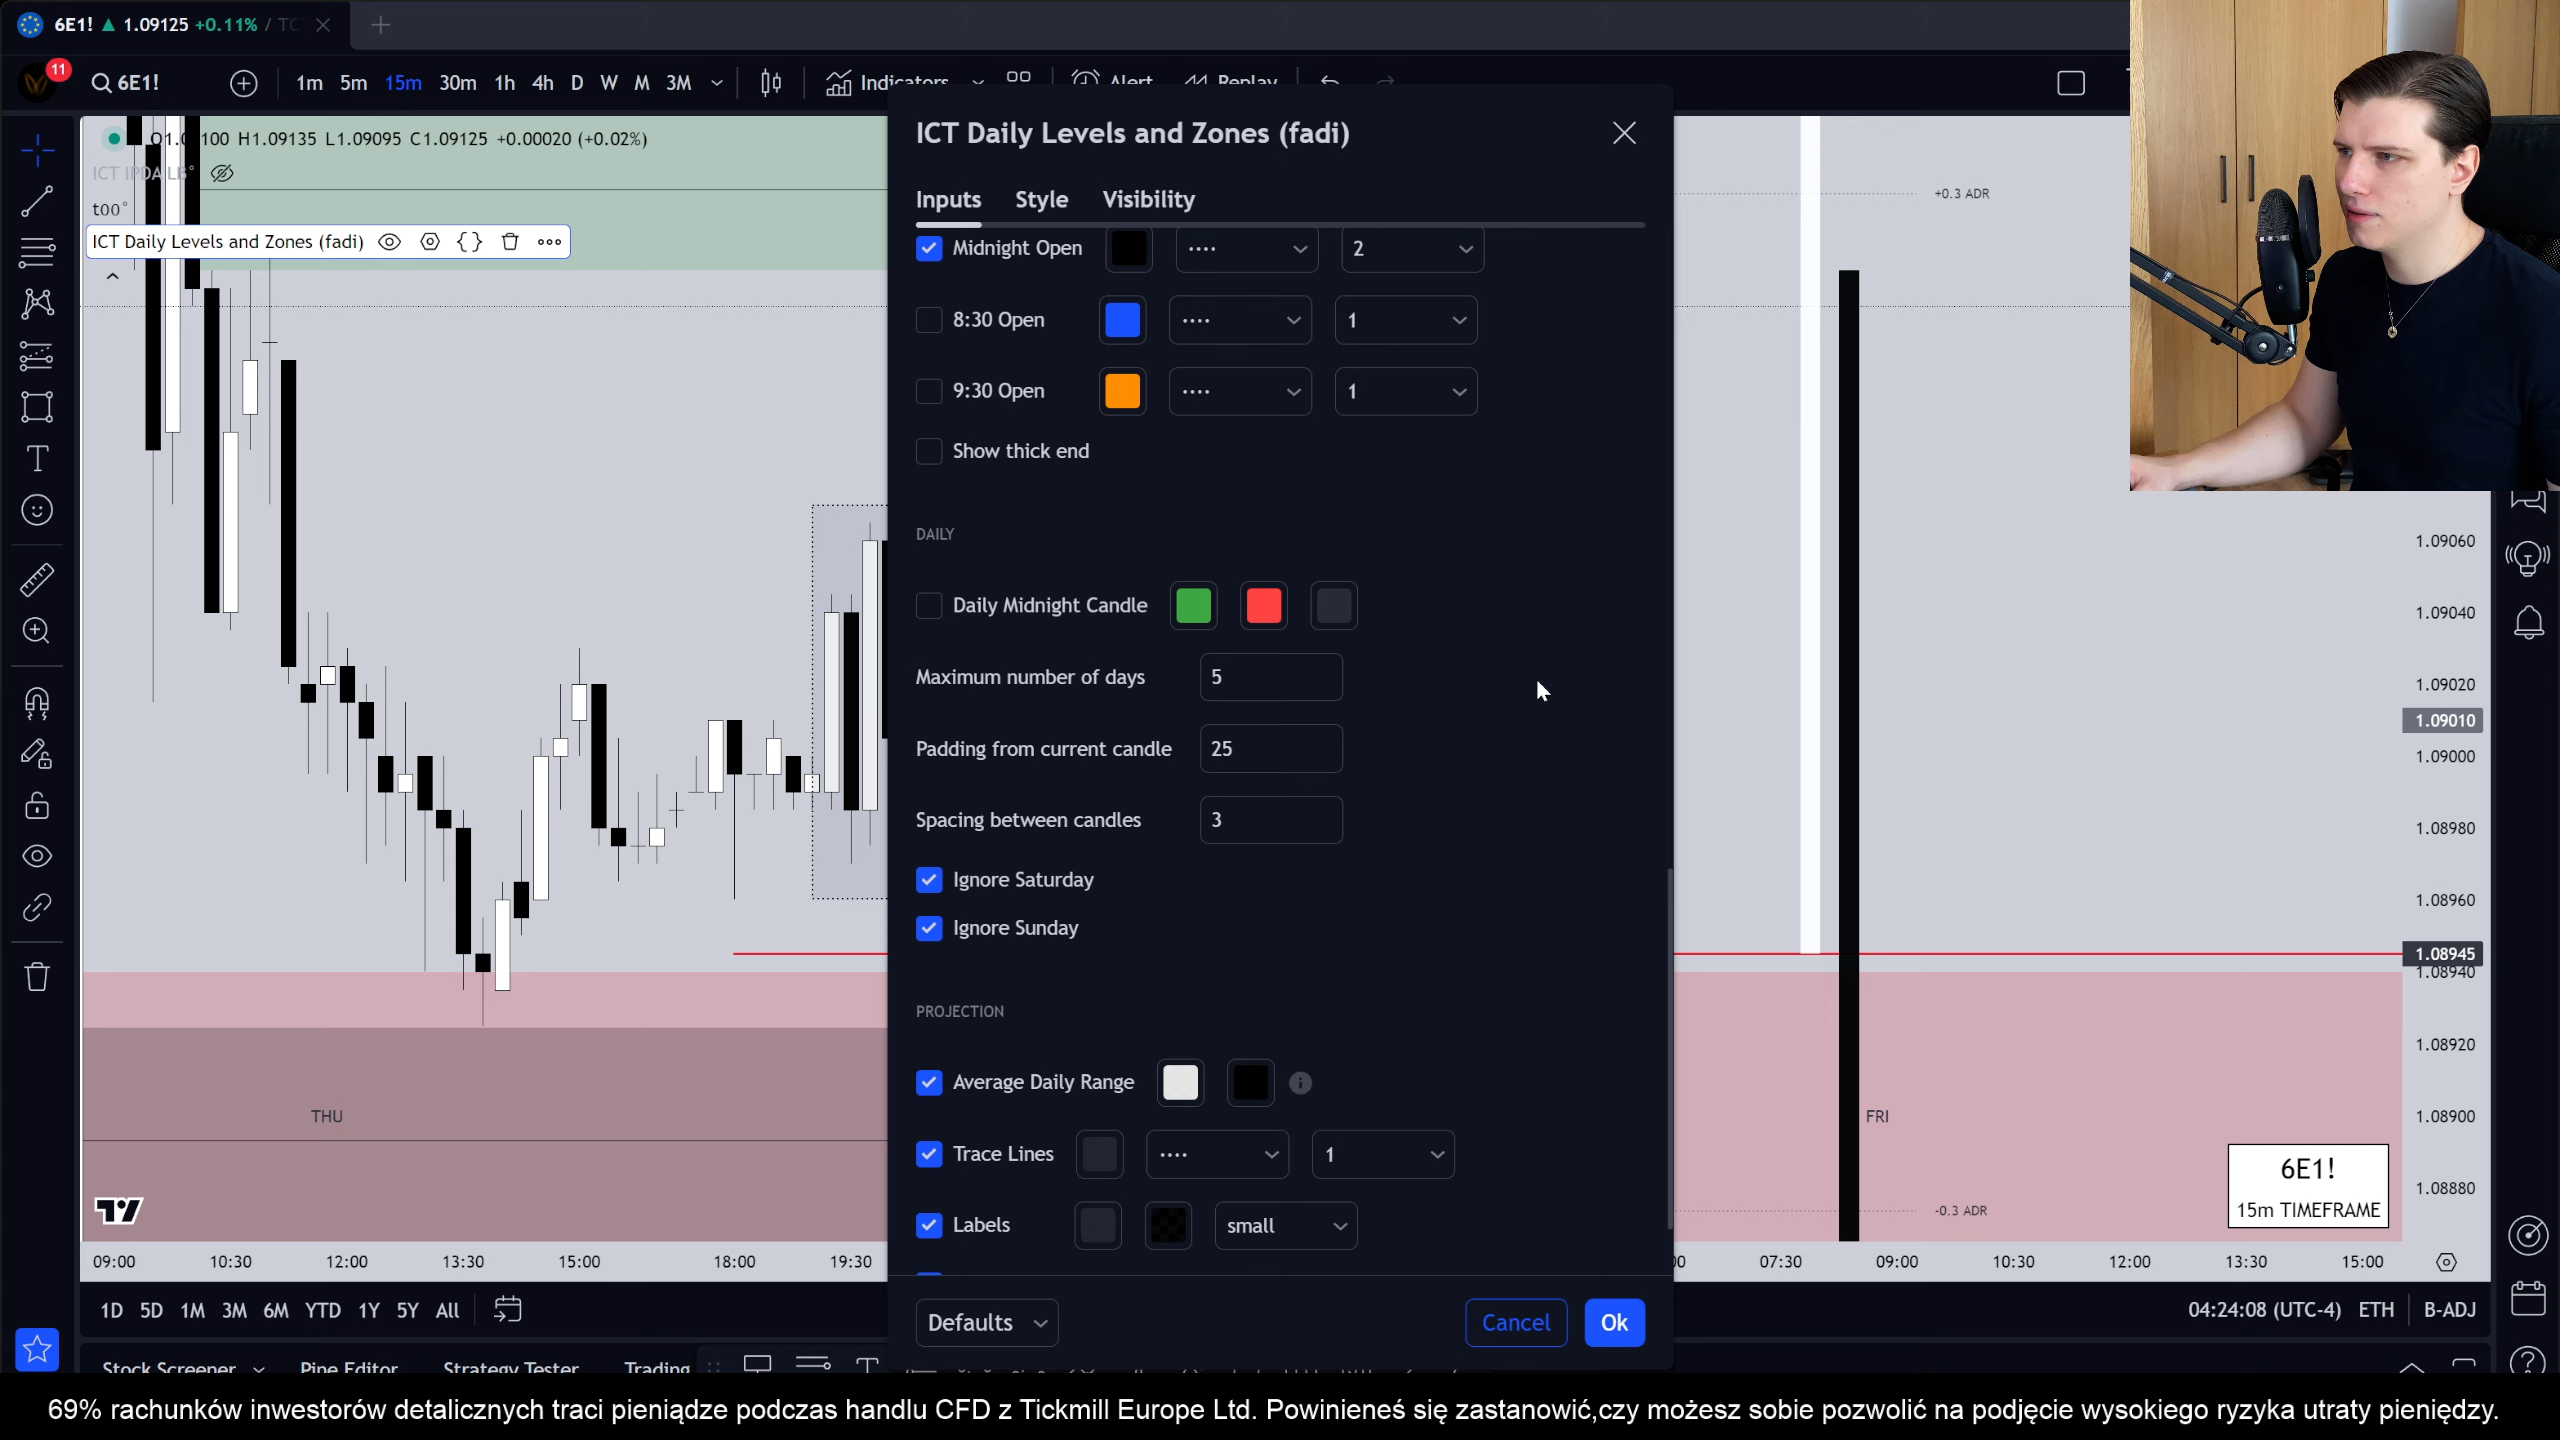 6E1! ▲ 1.09125 +0.11% / TC
11
6E1!
1m 5m 15m 30m 1h 4h D W M 3M
Indicators
Alert
Replay
O1.0 100 H1.09135 L1.09095 C1.09125 +0.00020 (+0.02%)
ICT IPDA LB°
t00°
ICT Daily Levels and Zones (fadi)
ICT Daily Levels and Zones (fadi)
Inputs Style Visibility
Midnight Open
2
8:30 Open
1
9:30 Open
1
Show thick end
DAILY
Daily Midnight Candle
Maximum number of days
5
Padding from current candle
25
Spacing between candles
3
Ignore Saturday
Ignore Sunday
PROJECTION
Average Daily Range
Trace Lines
1
Labels
small
Defaults
Cancel
Ok
+0.3 ADR
-0.3 ADR
THU
FRI
1.09060
1.09040
1.09020
1.09010
1.09000
1.08980
1.08960
1.08945
1.08940
1.08920
1.08900
1.08880
6E1!
15m TIMEFRAME
09:00 10:30 12:00 13:30 15:00 18:00 19:30
07:30 09:00 10:30 12:00 13:30 15:00
1D 5D 1M 3M 6M YTD 1Y 5Y All
04:24:08 (UTC-4) ETH B-ADJ
Stock Screener Pine Editor Strategy Tester Trading
69% rachunków inwestorów detalicznych traci pieniądze podczas handlu CFD z Tickmill Europe Ltd. Powinieneś się zastanowić,czy możesz sobie pozwolić na podjęcie wysokiego ryzyka utraty pieniędzy.